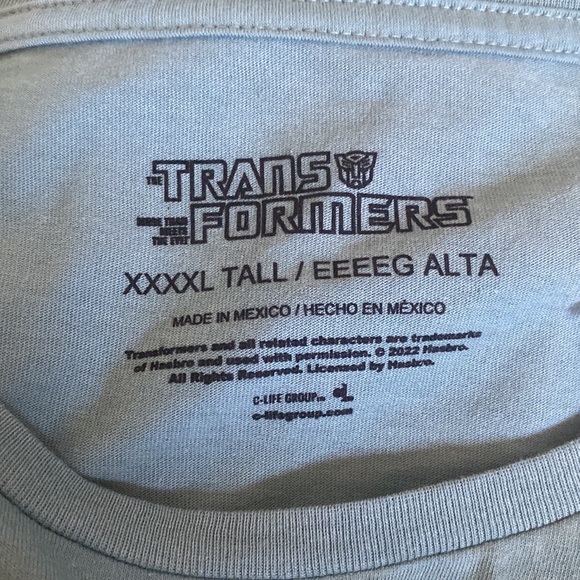 THE TRANS
FORMERS
MORE THAN
MEETS
THE EYE!
XXXXL TALL / EEEEG ALTA
MADE IN MEXICO / HECHO EN MÉXICO
Transformers and all related characters are trademarks
of Hasbro and used with permission. © 2022 Hasbro.
All Rights Reserved. Licensed by Hasbro.
C-LIFE GROUP
c-lifegroup.com